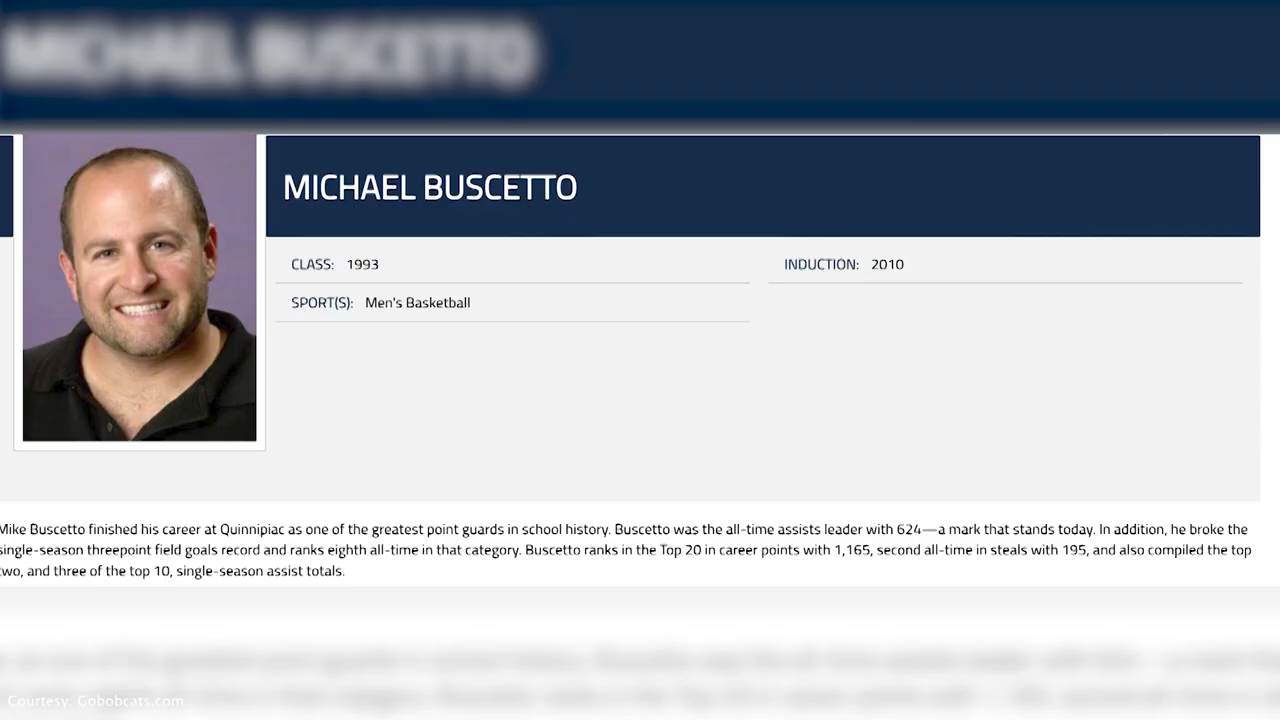 MICHAEL BUSCETTO
MICHAEL BUSCETTO
CLASS: 1993
INDUCTION: 2010
SPORT(S): Men's Basketball
Mike Buscetto finished his career at Quinnipiac as one of the greatest point guards in school history. Buscetto was the all-time assists leader with 624—a mark that stands today. In addition, he broke the
single-season threepoint field goals record and ranks eighth all-time in that category. Buscetto ranks in the Top 20 in career points with 1,165, second all-time in steals with 195, and also compiled the top
two, and three of the top 10, single-season assist totals.
Courtesy: Gobobcats.com